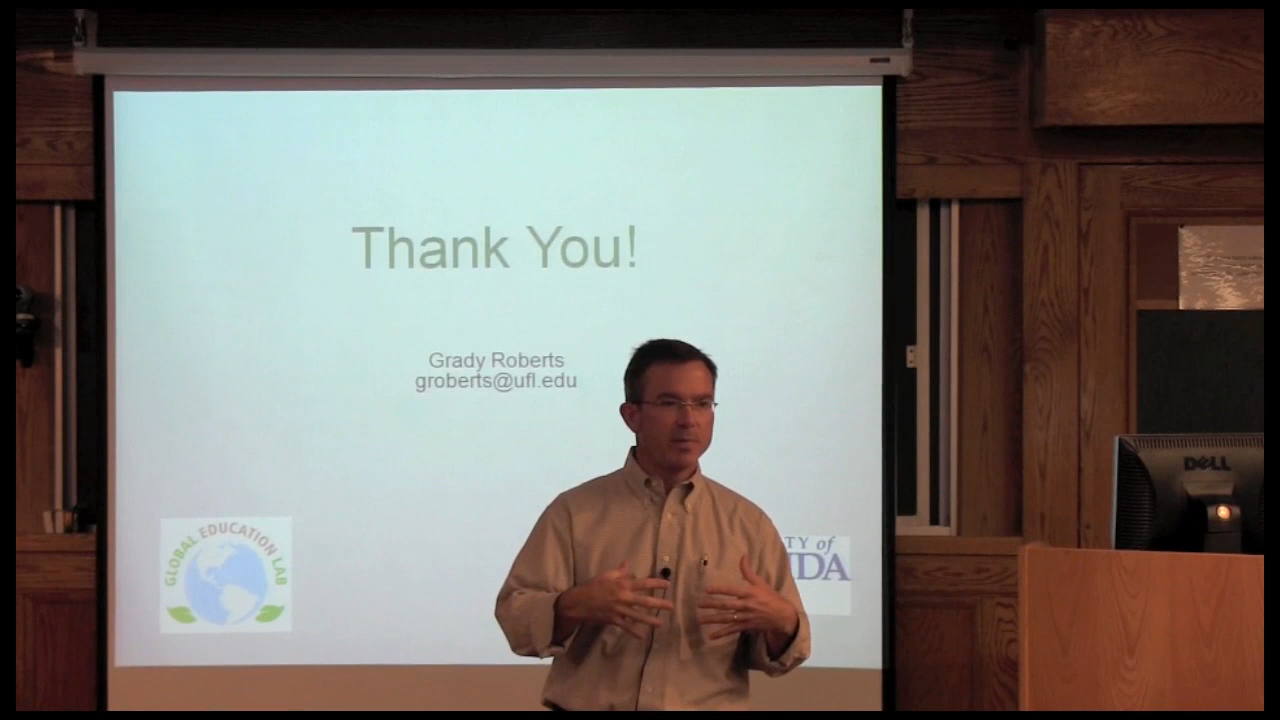 Thank You!
Grady Roberts
groberts@ufl.edu
GLOBAL EDUCATION LAB
TY of
IDA
DELL